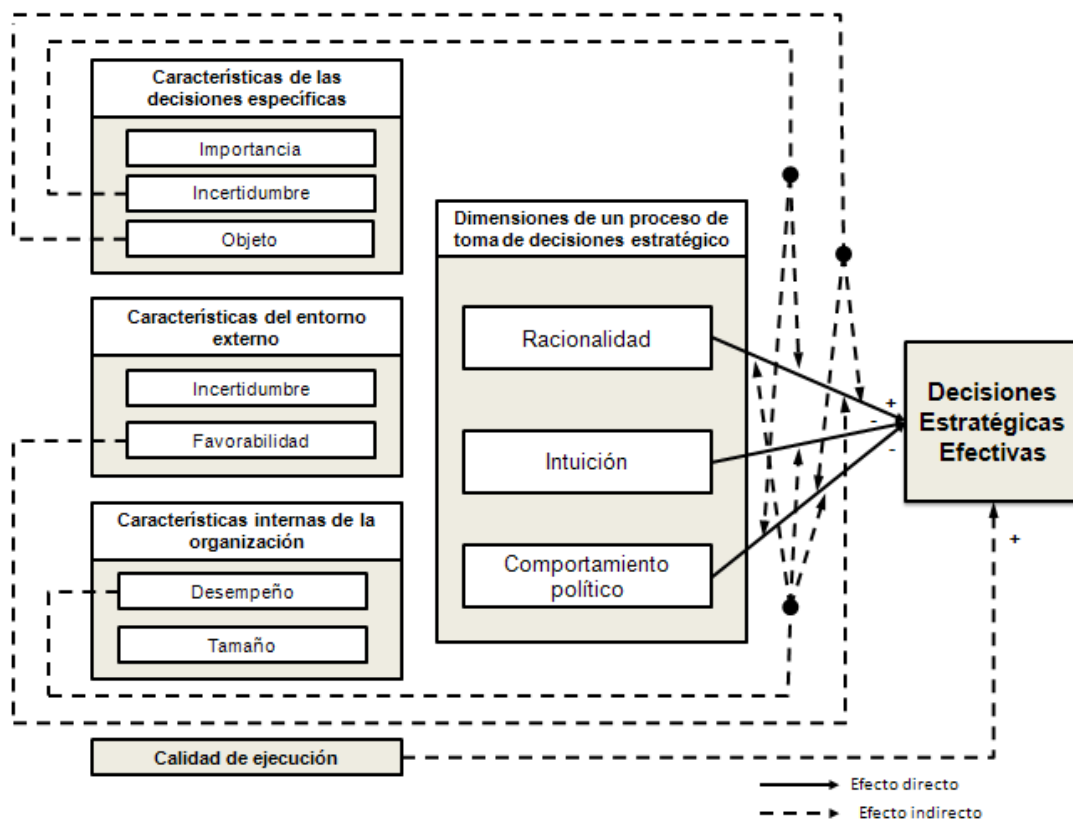 Características de las
decisiones específicas
Importancia
Incertidumbre
Objeto
Características del entorno
externo
Incertidumbre
Favorabilidad
Características internas de la
organización
Desempeño
Tamaño
Calidad de ejecución
Dimensiones de un proceso de
toma de decisiones estratégico
Racionalidad
Intuición
Comportamiento
político
+
-
-
Decisiones
Estratégicas
Efectivas
+
Efecto directo
Efecto indirecto